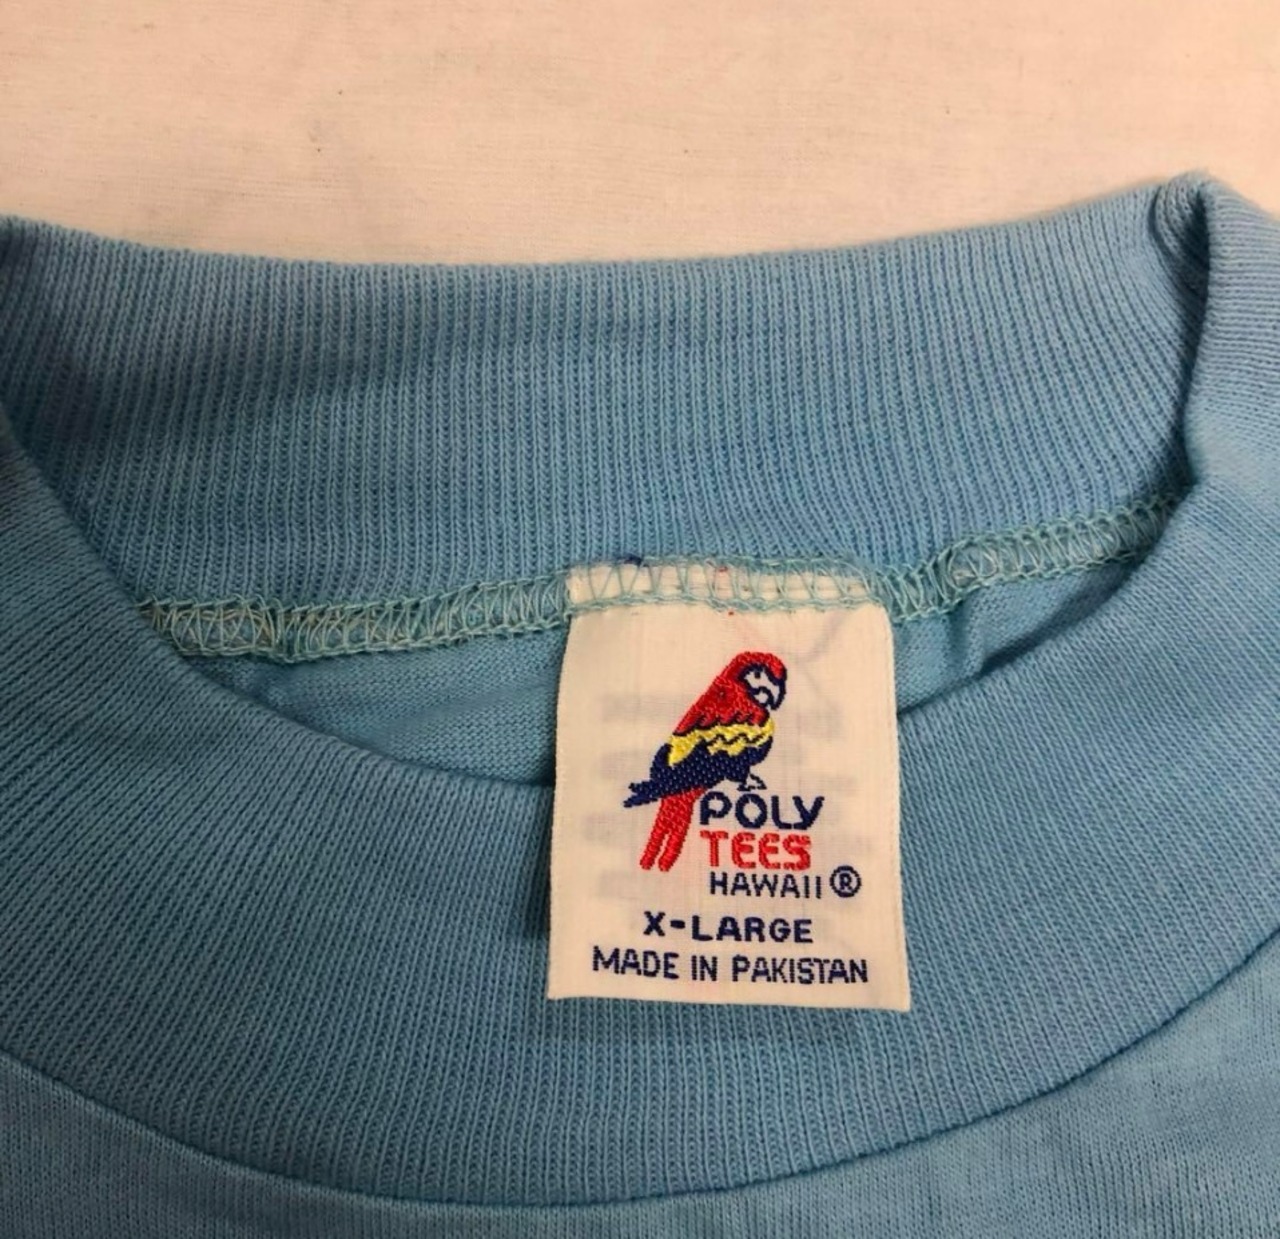 POLY
TEES
HAWAII®
X-LARGE
MADE IN PAKISTAN